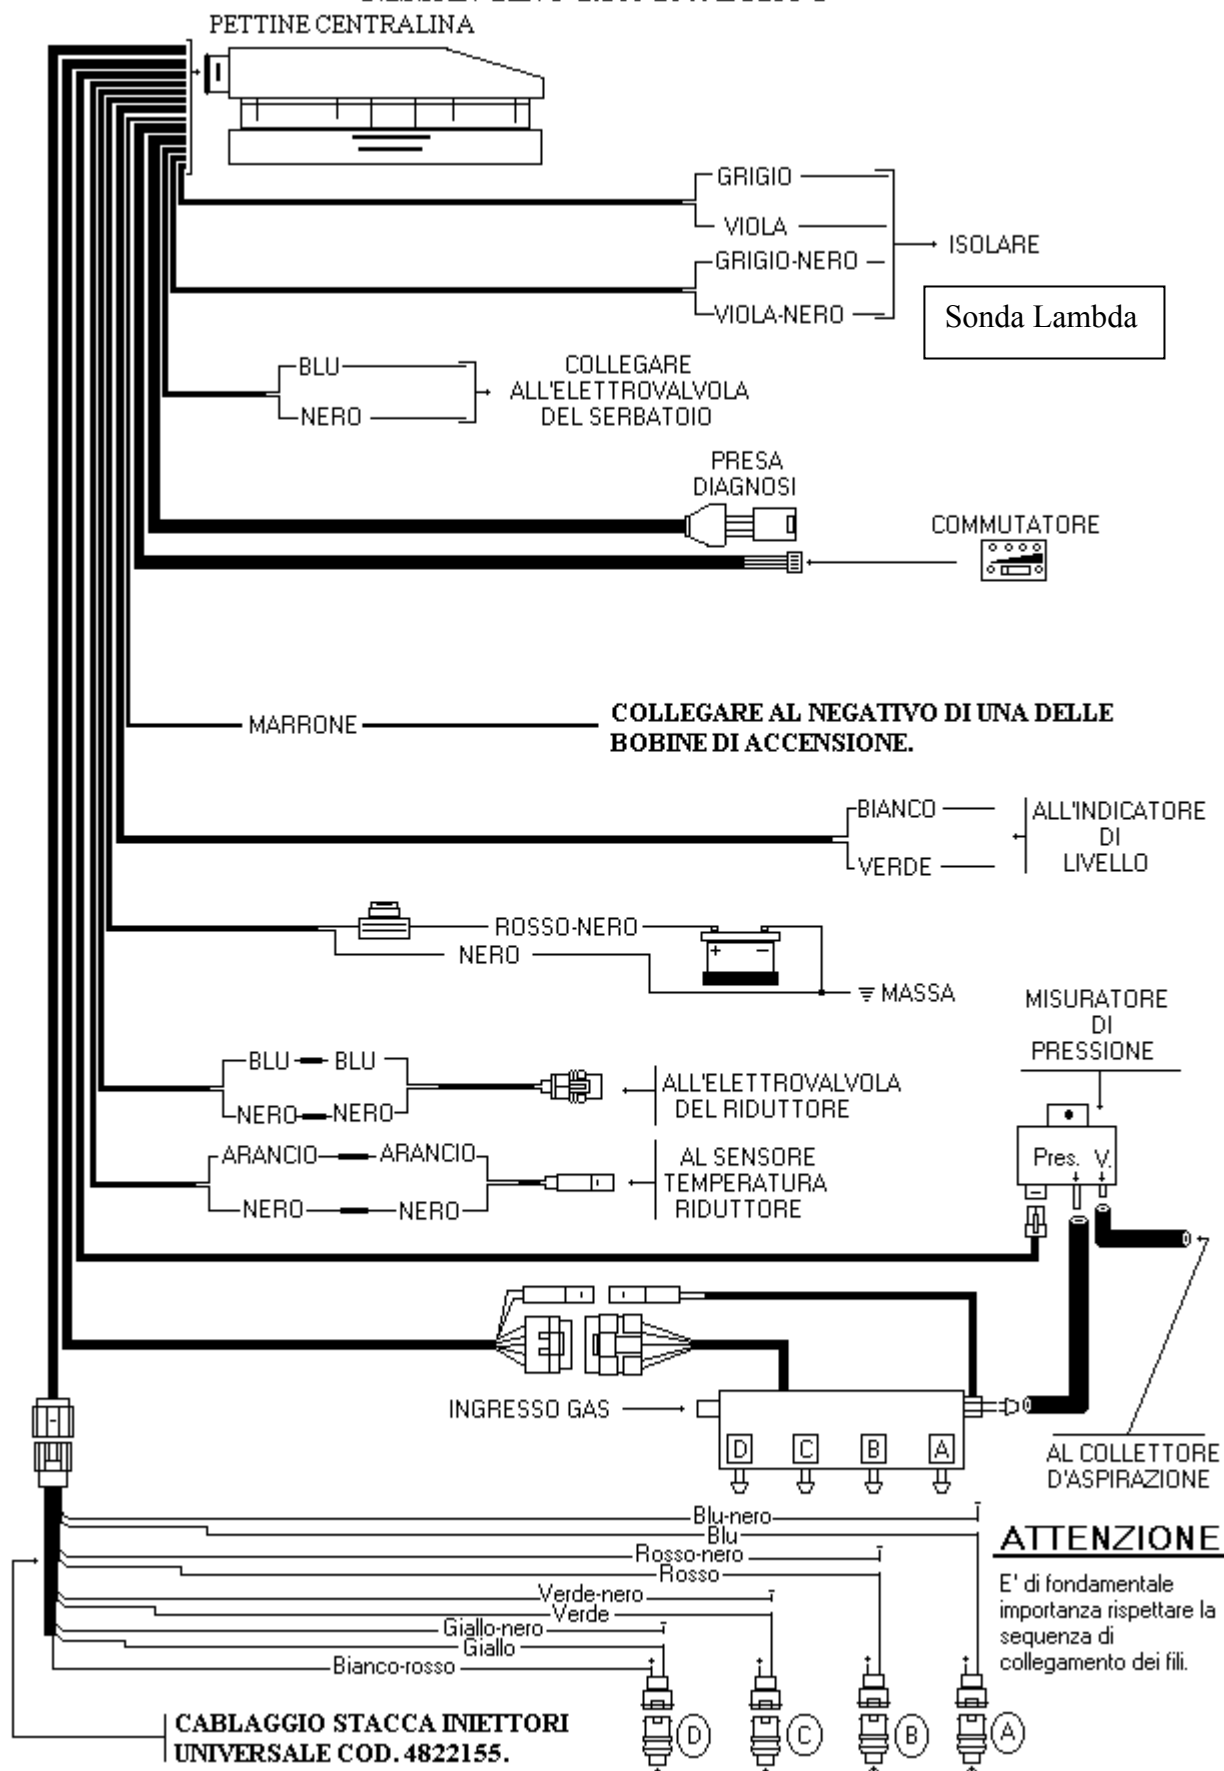 PETTINE CENTRALINA
GRIGIO
VIOLA
GRIGIO-NERO
VIOLA-NERO
ISOLARE
Sonda Lambda
BLU
NERO
COLLEGARE
ALL'ELETTROVALVOLA
DEL SERBATOIO
PRESA
DIAGNOSI
COMMUTATORE
MARRONE
COLLEGARE AL NEGATIVO DI UNA DELLE
BOBINE DI ACCENSIONE.
BIANCO
VERDE
ALL'INDICATORE
DI
LIVELLO
ROSSO-NERO
NERO
+ −
MASSA
MISURATORE
DI
PRESSIONE
BLU BLU
NERO NERO
ALL'ELETTROVALVOLA
DEL RIDUTTORE
Pres. V.
ARANCIO ARANCIO
NERO NERO
AL SENSORE
TEMPERATURA
RIDUTTORE
INGRESSO GAS
D C B A
AL COLLETTORE
D'ASPIRAZIONE
Blu-nero
Blu
Rosso-nero
Rosso
Verde-nero
Verde
Giallo-nero
Giallo
Bianco-rosso
ATTENZIONE
E' di fondamentale
importanza rispettare la
sequenza di
collegamento dei fili.
D C B A
CABLAGGIO STACCA INIETTORI
UNIVERSALE COD. 4822155.